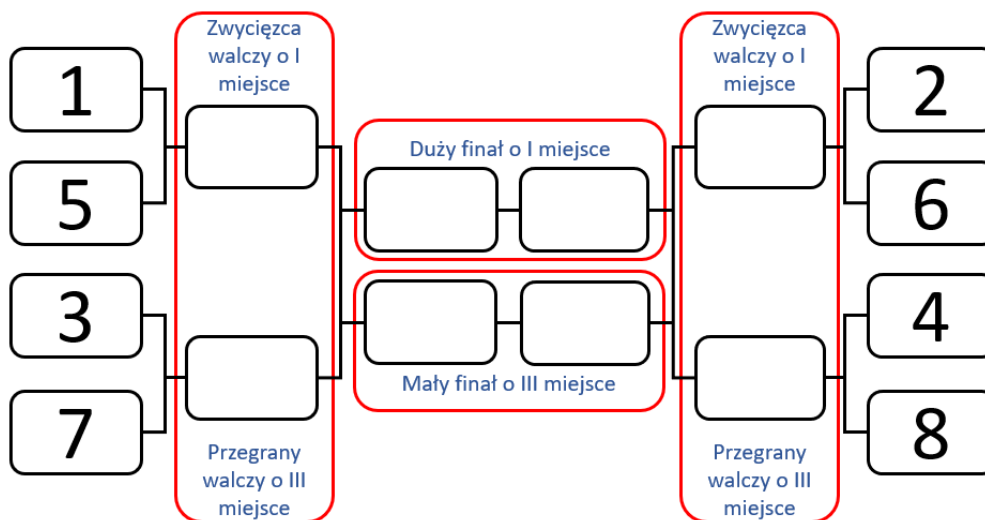 Zwycięzca
walczy o I
miejsce
Zwycięzca
walczy o I
miejsce
1
2
Duży finał o I miejsce
5
6
3
4
Mały finał o III miejsce
7
8
Przegrany
walczy o III
miejsce
Przegrany
walczy o III
miejsce